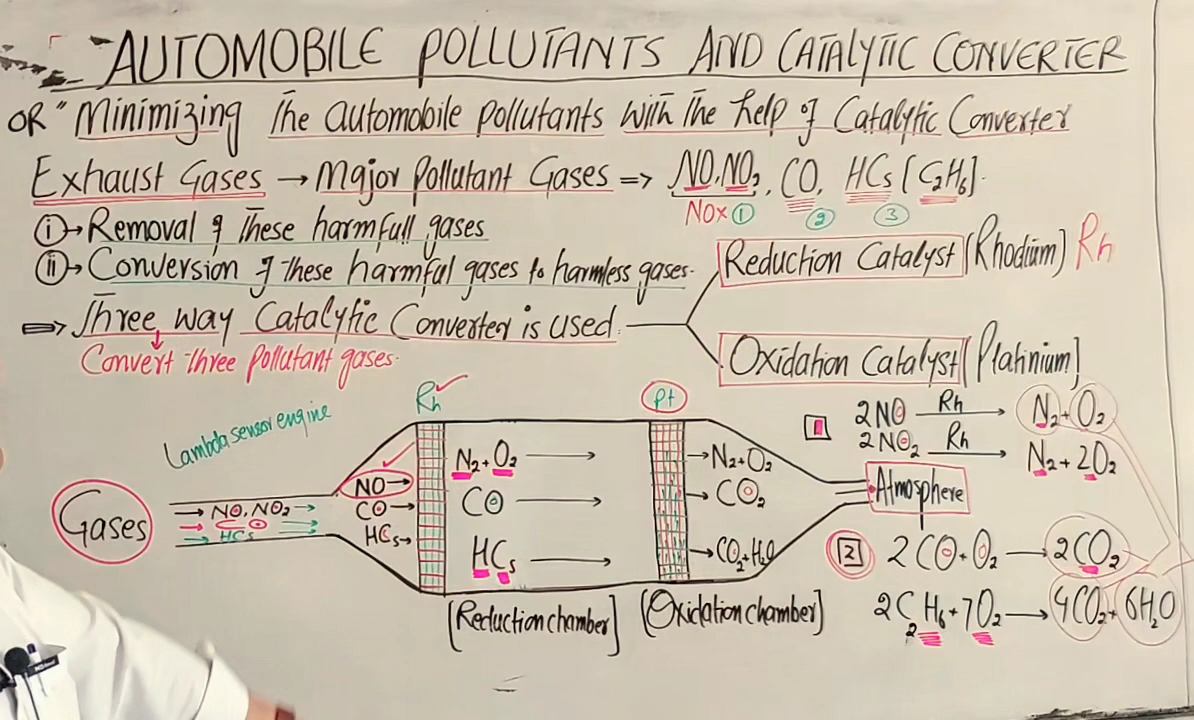 AUTOMOBILE POLLUTANTS AND CATALYTIC CONVERTER
OR "Minimizing The automobile pollutants with The help of Catalytic Converter
Exhaust Gases → Major Pollutant Gases => NO, NO₂, CO, HCs [C₂H₆].
NOx ① ② ③
ⓘ→ Removal of These harmfull gases
ⓘⓘ→ Conversion of these harmful gases to harmless gases.
Reduction Catalyst (Rhodium) Rh
=> Three way Catalytic Converter is used.
Convert three pollutant gases.
Oxidation Catalyst (Platinium]
Lambda sensor engine
Rh ✓
Pt
1 2NO —Rh→ N₂+O₂
2NO₂ —Rh→ N₂+2O₂
Gases
→ NO, NO₂ →
→ CO →
→ HCs →
NO →
CO →
HCs →
N₂+O₂ →
CO →
HCs →
→ N₂+O₂
→ CO₂
→ CO₂+H₂O
Atmosphere
2 2CO+O₂ → 2CO₂
2C₂H₆+7O₂ → 4CO₂+6H₂O
[Reduction chamber]
(Oxidation chamber]